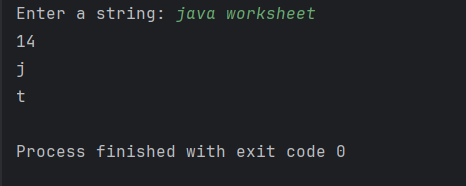 Enter a string: java worksheet
14
j
t
Process finished with exit code 0